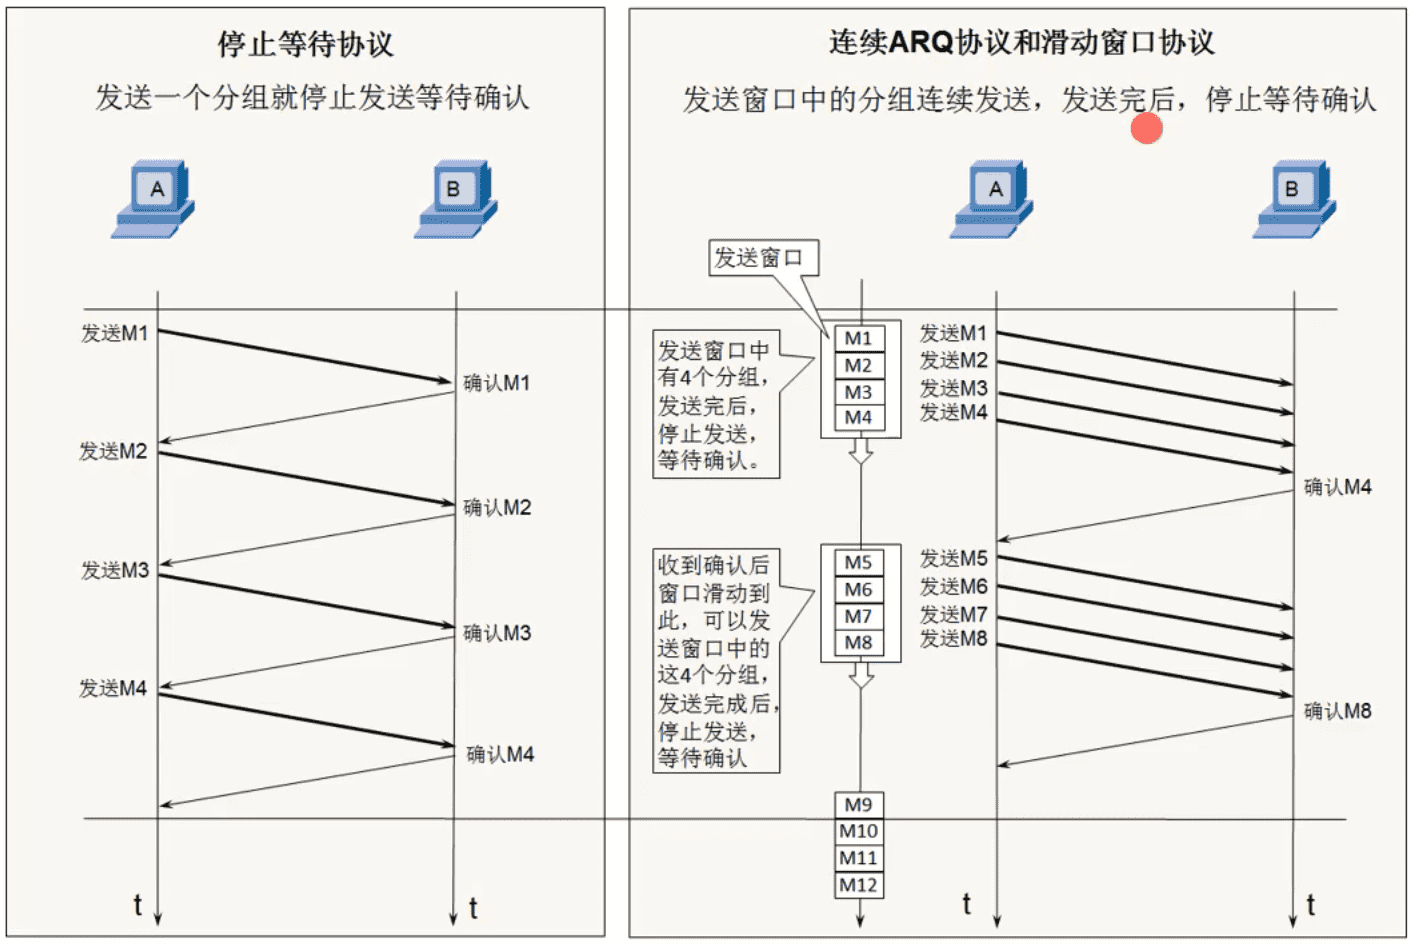 停止等待协议
发送一个分组就停止发送等待确认
A
B
发送M1
确认M1
发送M2
确认M2
发送M3
确认M3
发送M4
确认M4
t
t
连续ARQ协议和滑动窗口协议
发送窗口中的分组连续发送，发送完后，停止等待确认
A
B
发送窗口
发送窗口中
有4个分组，
发送完后，
停止发送，
等待确认。
M1
M2
M3
M4
发送M1
发送M2
发送M3
发送M4
确认M4
收到确认后
窗口滑动到
此，可以发
送窗口中的
这4个分组，
发送完成后，
停止发送，
等待确认
M5
M6
M7
M8
发送M5
发送M6
发送M7
发送M8
确认M8
M9
M10
M11
M12
t
t